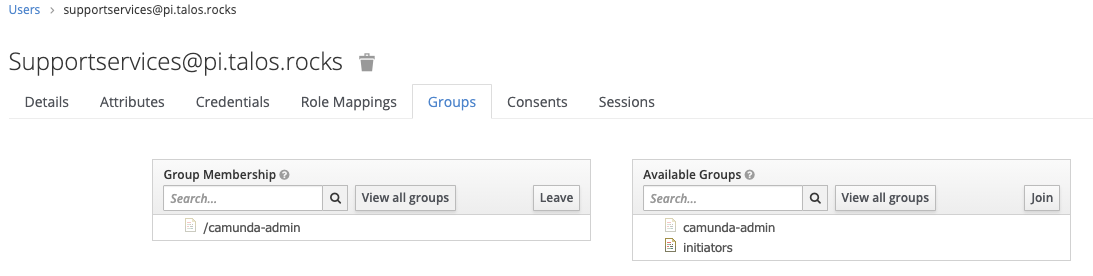 Users > supportservices@pi.talos.rocks
Supportservices@pi.talos.rocks
Details Attributes Credentials Role Mappings Groups Consents Sessions
Group Membership
Search...
View all groups
Leave
/camunda-admin
Available Groups
Search...
View all groups
Join
camunda-admin
initiators